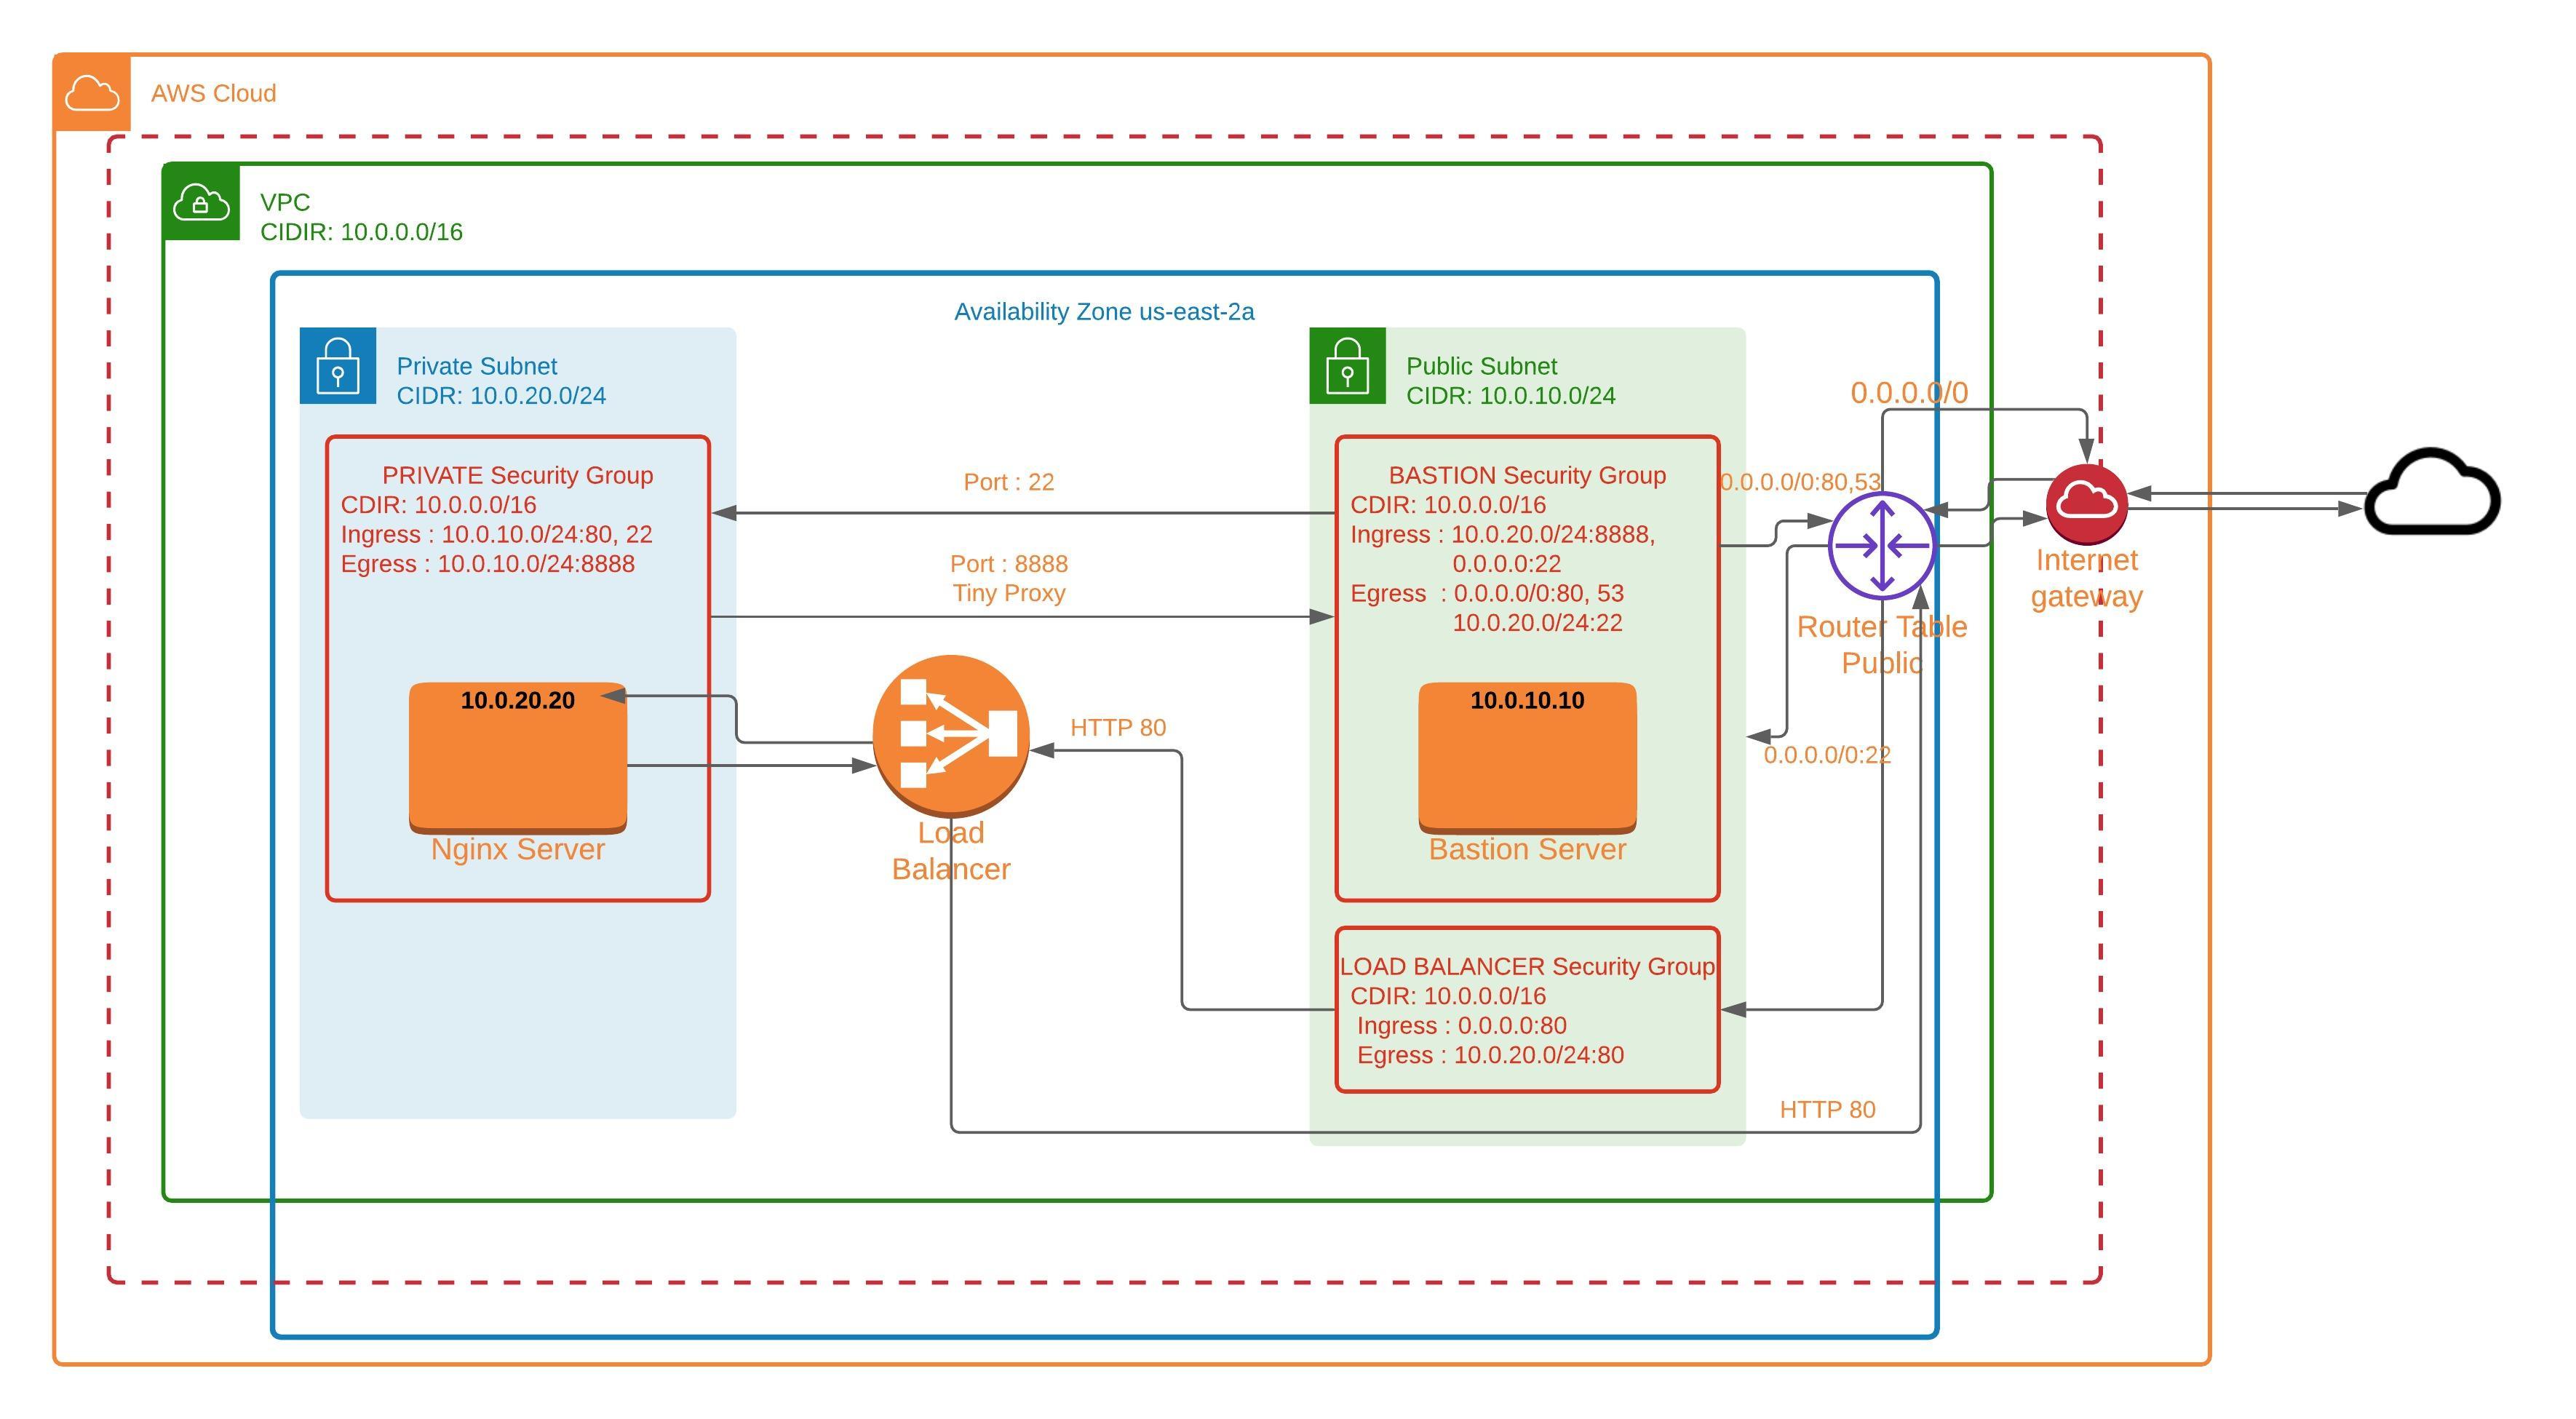 AWS Cloud
VPC
CIDIR: 10.0.0.0/16
Availability Zone us-east-2a
Private Subnet
CIDR: 10.0.20.0/24
PRIVATE Security Group
CDIR: 10.0.0.0/16
Ingress : 10.0.10.0/24:80, 22
Egress : 10.0.10.0/24:8888
10.0.20.20
Nginx Server
Port : 22
Port : 8888
Tiny Proxy
Load
Balancer
HTTP 80
Public Subnet
CIDR: 10.0.10.0/24
BASTION Security Group
CDIR: 10.0.0.0/16
Ingress : 10.0.20.0/24:8888,
0.0.0.0:22
Egress : 0.0.0.0/0:80, 53
10.0.20.0/24:22
10.0.10.10
Bastion Server
LOAD BALANCER Security Group
CDIR: 10.0.0.0/16
Ingress : 0.0.0.0:80
Egress : 10.0.20.0/24:80
0.0.0.0/0
0.0.0.0/0:80,53
Router Table
Public
0.0.0.0/0:22
HTTP 80
Internet
gateway